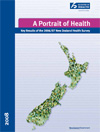 A Portrait of Health
Key Results of the 2006/07 New Zealand Health Survey
2008